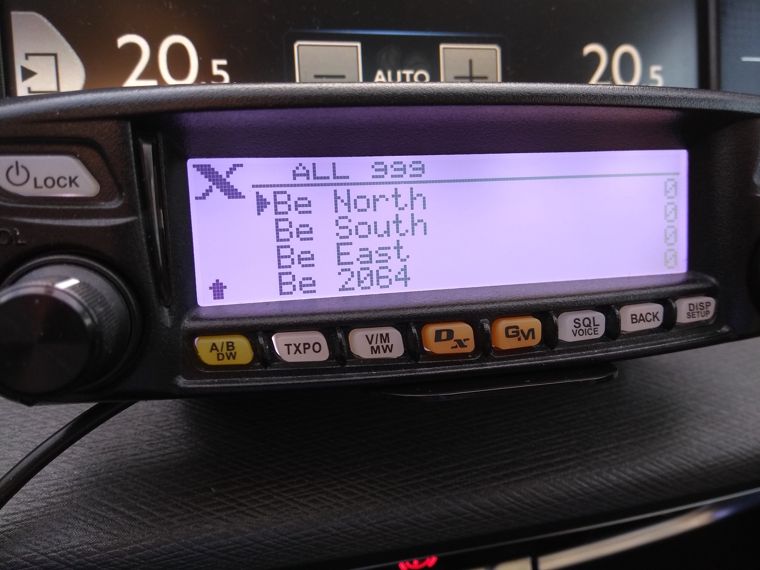 20.5 AUTO 20.5
LOCK
X ALL 999
Be North 0
Be South 0
Be East 0
Be 2064 0
A/B DW
TXPO
V/M MW
Dx
GM
SQL VOICE
BACK
DISP SETUP